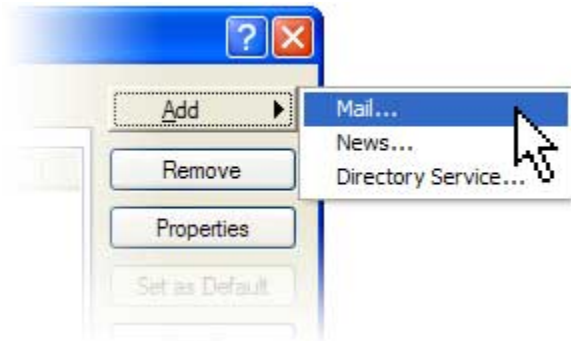 ?
Add
Mail...
News...
Remove
Directory Service...
Properties
Set as Default